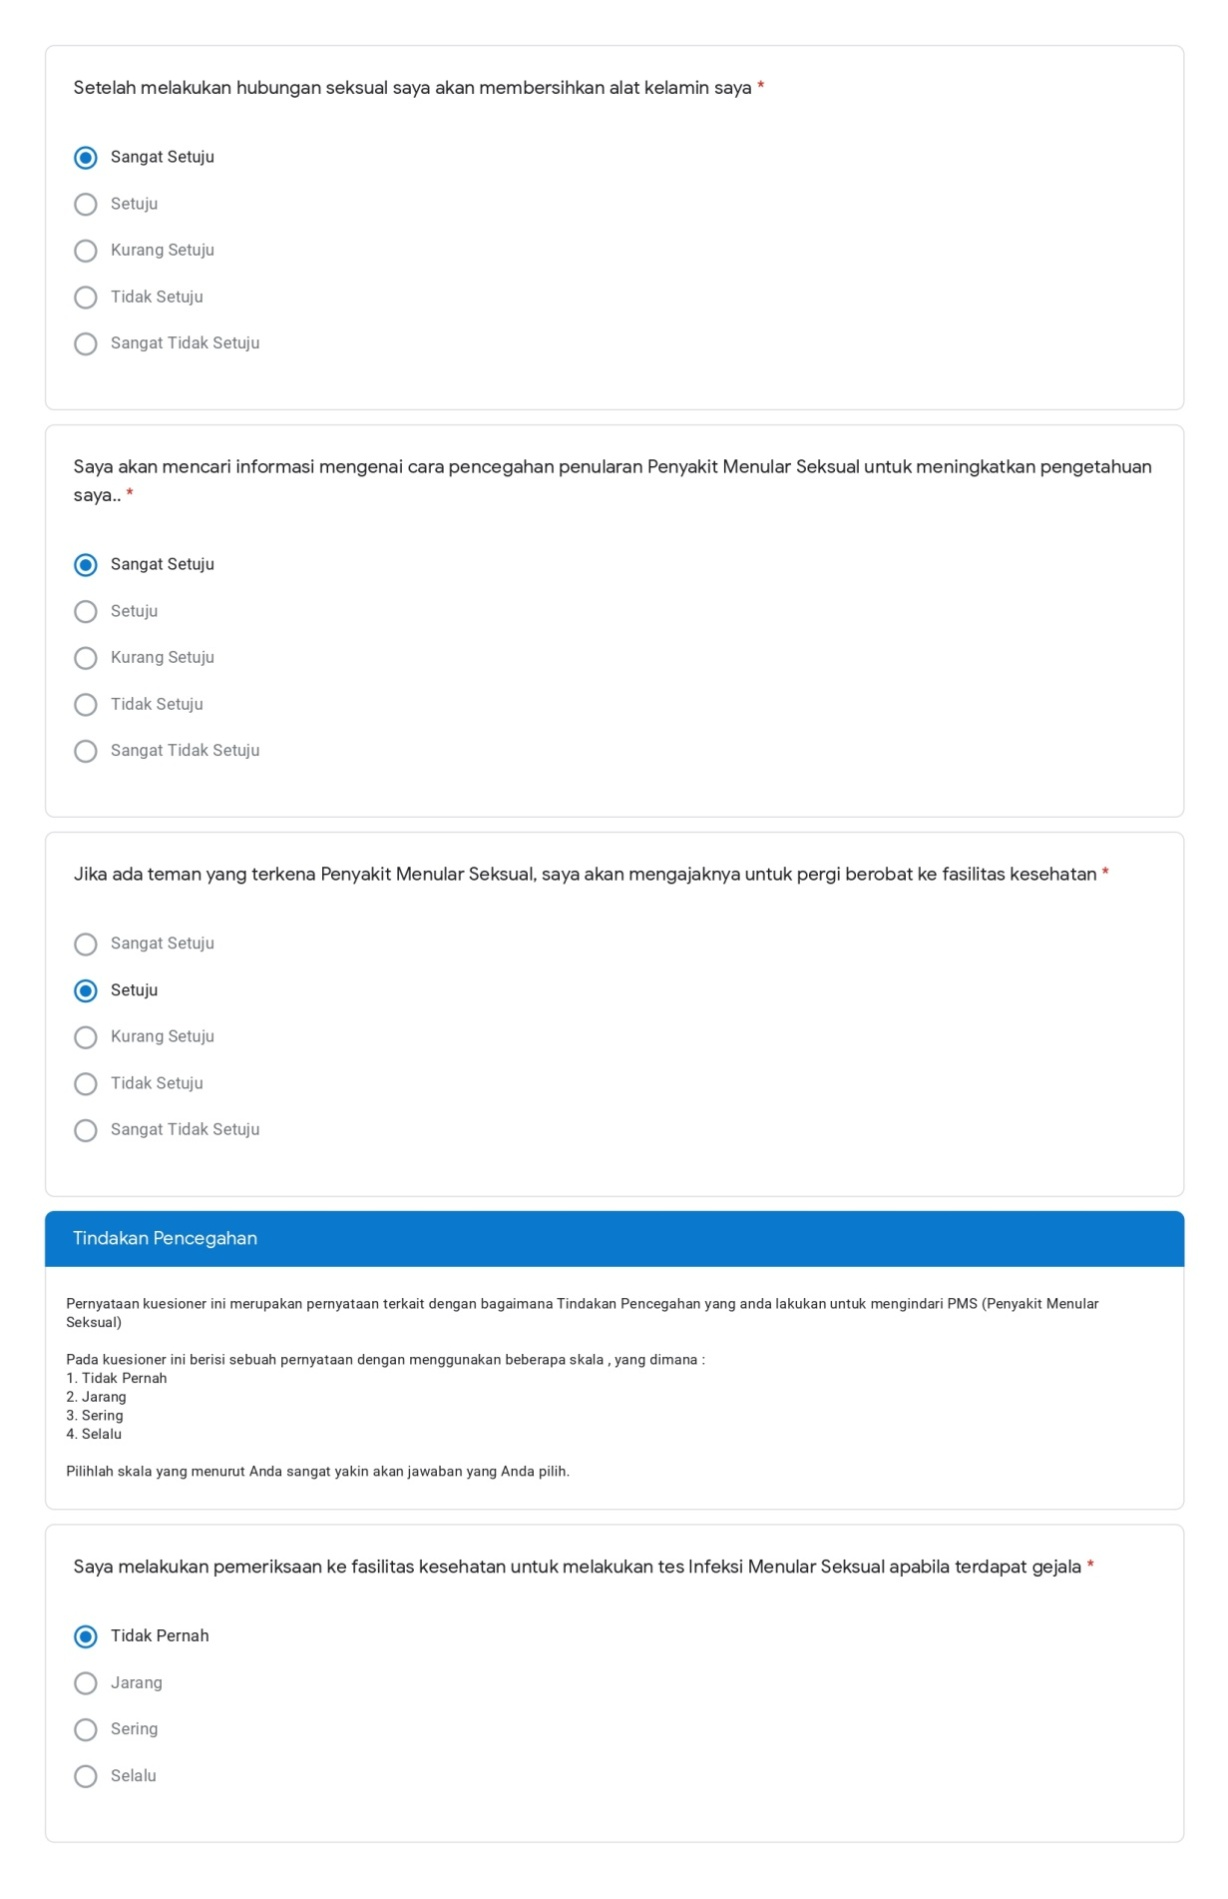 Setelah melakukan hubungan seksual saya akan membersihkan alat kelamin saya *
Sangat Setuju
Setuju
Kurang Setuju
Tidak Setuju
Sangat Tidak Setuju
Saya akan mencari informasi mengenai cara pencegahan penularan Penyakit Menular Seksual untuk meningkatkan pengetahuan
saya.. *
Sangat Setuju
Setuju
Kurang Setuju
Tidak Setuju
Sangat Tidak Setuju
Jika ada teman yang terkena Penyakit Menular Seksual, saya akan mengajaknya untuk pergi berobat ke fasilitas kesehatan *
Sangat Setuju
Setuju
Kurang Setuju
Tidak Setuju
Sangat Tidak Setuju
Tindakan Pencegahan
Pernyataan kuesioner ini merupakan pernyataan terkait dengan bagaimana Tindakan Pencegahan yang anda lakukan untuk mengindari PMS (Penyakit Menular
Seksual)
Pada kuesioner ini berisi sebuah pernyataan dengan menggunakan beberapa skala , yang dimana :
1. Tidak Pernah
2. Jarang
3. Sering
4. Selalu
Pilihlah skala yang menurut Anda sangat yakin akan jawaban yang Anda pilih.
Saya melakukan pemeriksaan ke fasilitas kesehatan untuk melakukan tes Infeksi Menular Seksual apabila terdapat gejala *
Tidak Pernah
Jarang
Sering
Selalu